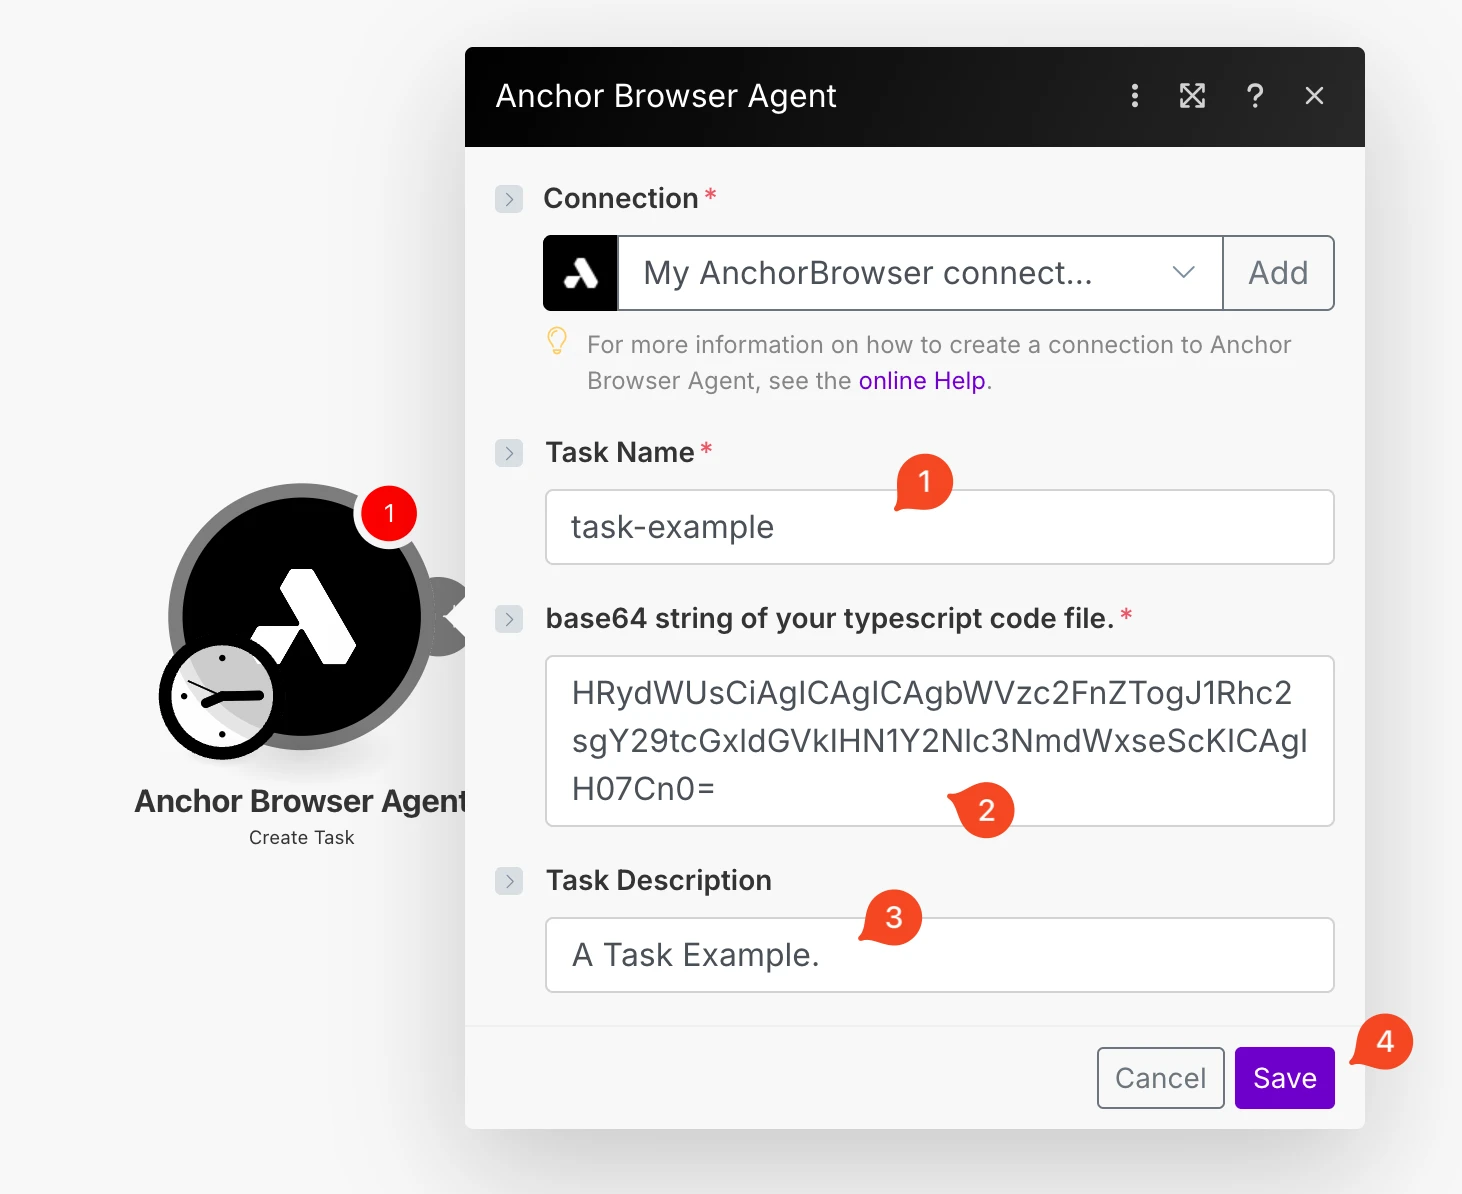 Anchor Browser Agent
Connection *
My AnchorBrowser connect...
Add
For more information on how to create a connection to Anchor
Browser Agent, see the online Help.
Task Name *
1
task-example
base64 string of your typescript code file. *
HRydWUsCiAgICAgICAgbWVzc2FnZTogJ1Rhc2
sgY29tcGxldGVkIHN1Y2Nlc3NmdWxseScKICAgI
H07Cn0=
2
Task Description
3
A Task Example.
4
Cancel
Save
1
Anchor Browser Agent
Create Task